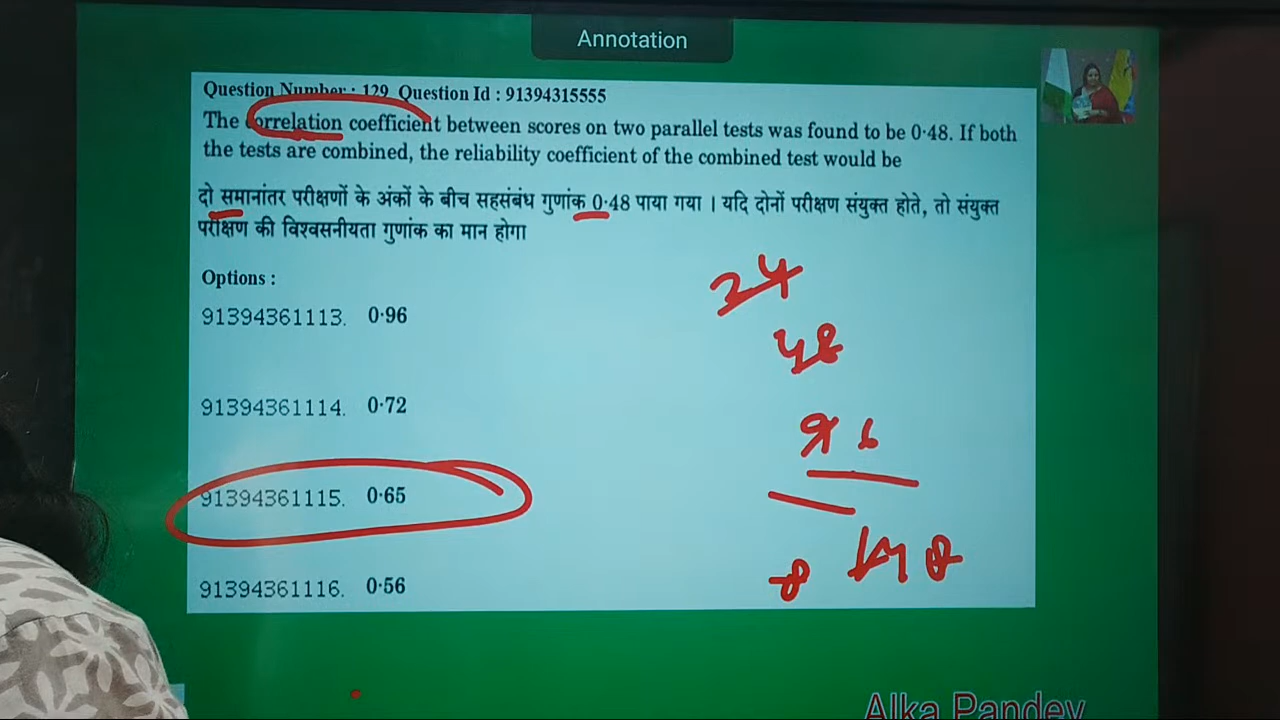 Annotation
Question Number : 129 Question Id : 91394315555
The Correlation coefficient between scores on two parallel tests was found to be 0·48. If both
the tests are combined, the reliability coefficient of the combined test would be
दो समानांतर परीक्षणों के अंकों के बीच सहसंबंध गुणांक 0·48 पाया गया । यदि दोनों परीक्षण संयुक्त होते, तो संयुक्त
परीक्षण की विश्वसनीयता गुणांक का मान होगा
Options :
91394361113. 0·96
91394361114. 0·72
91394361115. 0·65
91394361116. 0·56
24
48
96
Alka Pandey